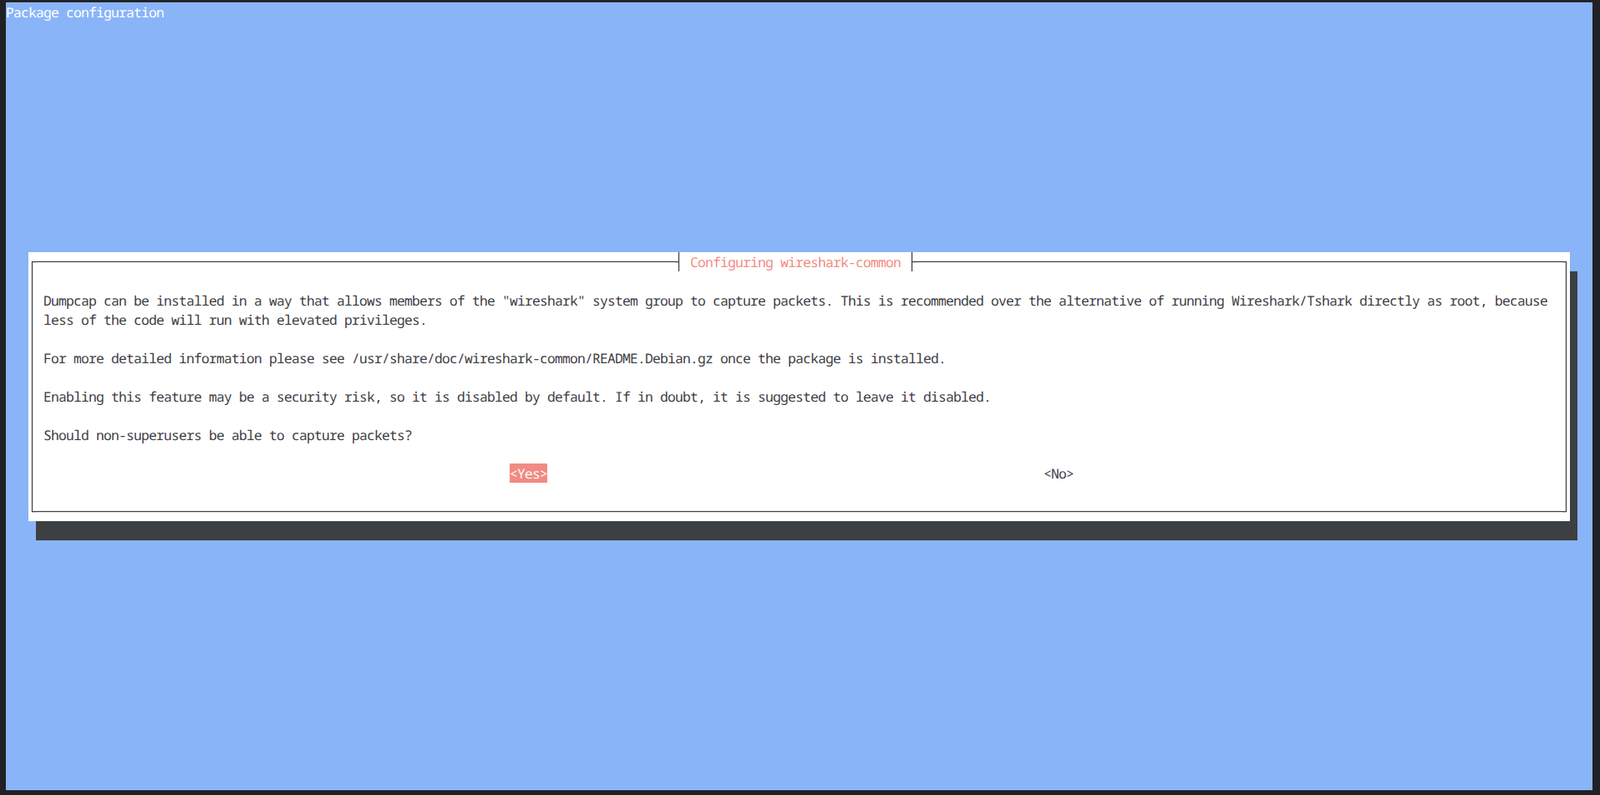 Package configuration
Configuring wireshark-common
Dumpcap can be installed in a way that allows members of the "wireshark" system group to capture packets. This is recommended over the alternative of running Wireshark/Tshark directly as root, because
less of the code will run with elevated privileges.
For more detailed information please see /usr/share/doc/wireshark-common/README.Debian.gz once the package is installed.
Enabling this feature may be a security risk, so it is disabled by default. If in doubt, it is suggested to leave it disabled.
Should non-superusers be able to capture packets?
<Yes> <No>